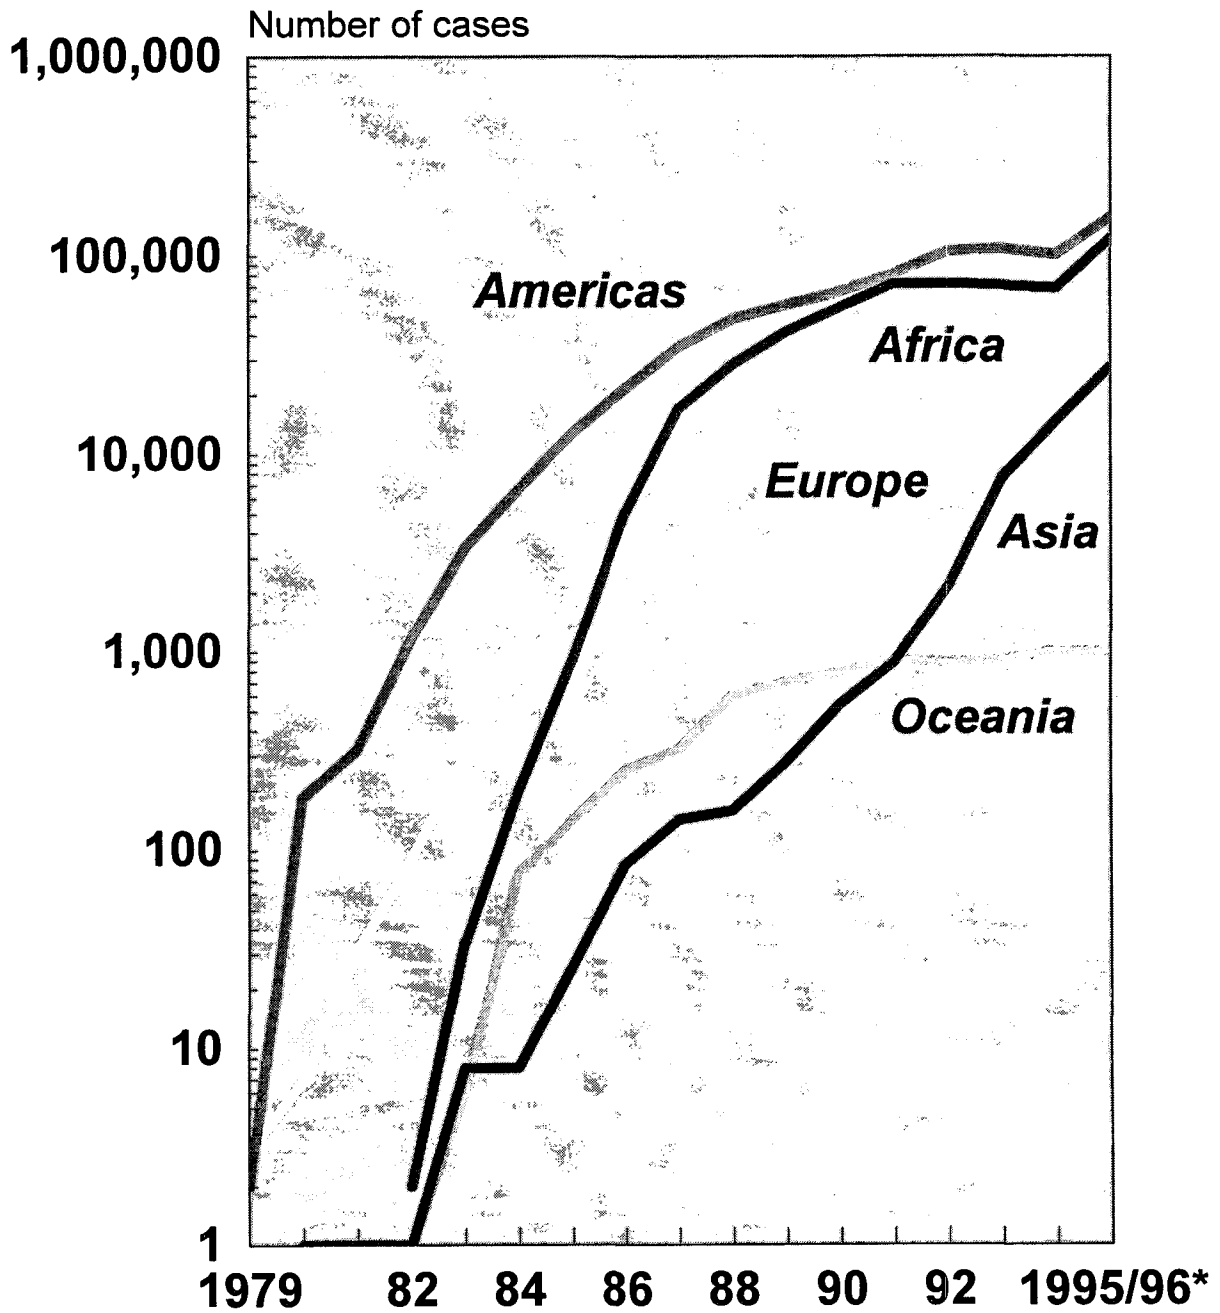 Number of cases
1,000,000
100,000
Americas
Africa
10,000
Europe
Asia
1,000
Oceania
100
10
1
1979 82 84 86 88 90 92 1995/96*